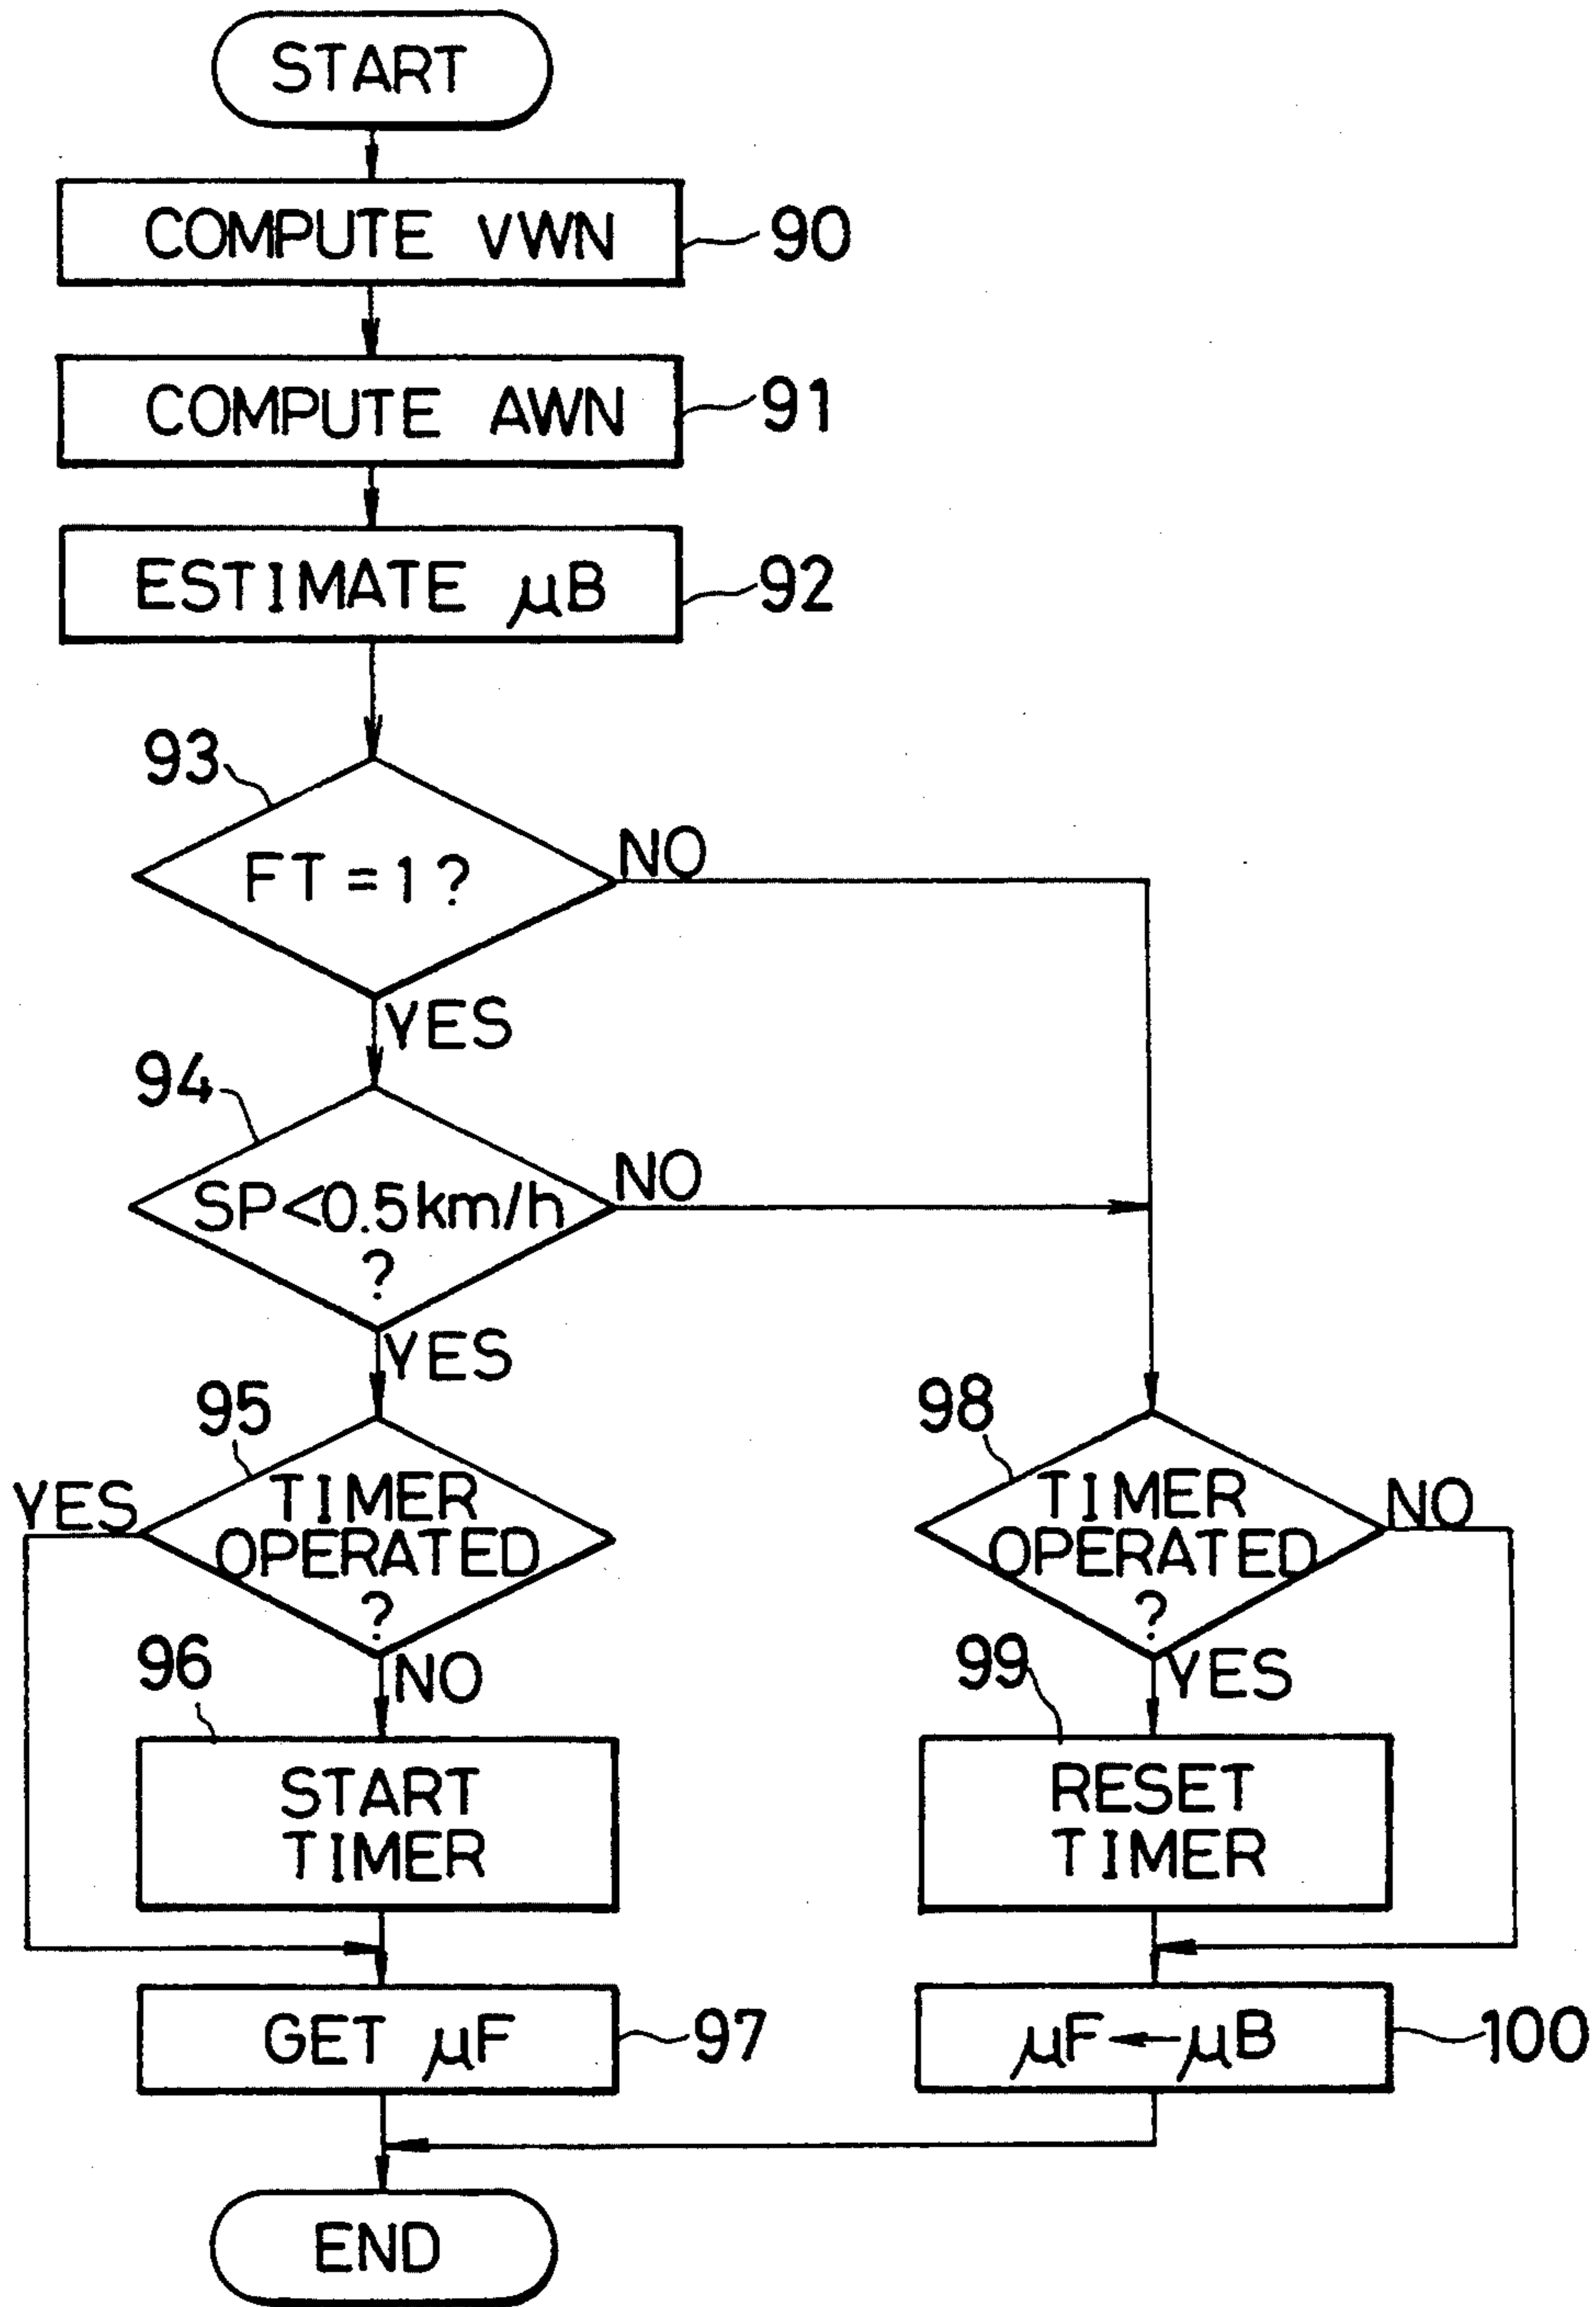 START
COMPUTE VWN
90
COMPUTE AWN
91
ESTIMATE μB
92
93
FT = 1 ?
NO
YES
94
SP<0.5km/h
?
NO
YES
95
TIMER
OPERATED
?
YES
NO
98
TIMER
OPERATED
?
NO
YES
96
START
TIMER
99
RESET
TIMER
GET μF
97
μF ← μB
100
END